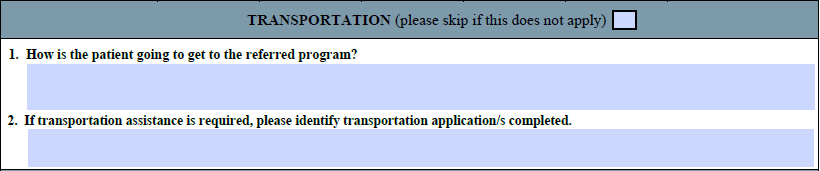 TRANSPORTATION (please skip if this does not apply)
1. How is the patient going to get to the referred program?
2. If transportation assistance is required, please identify transportation application/s completed.